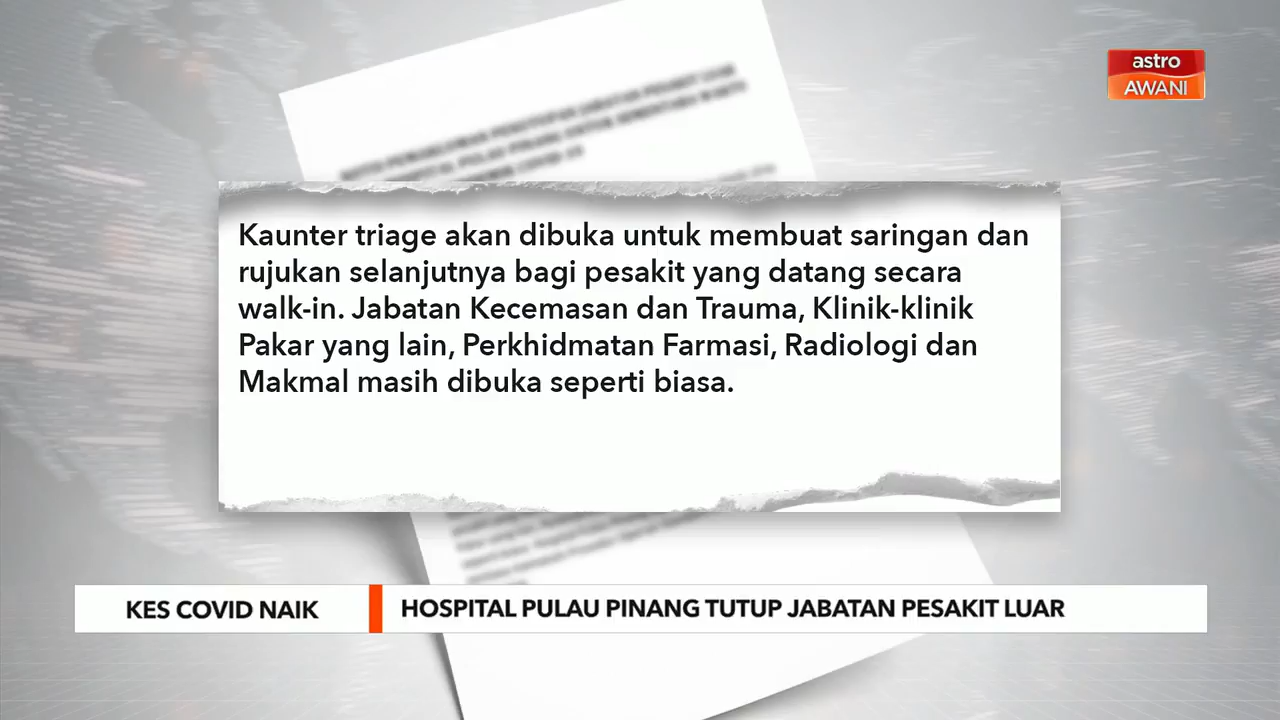 astro
AWANI
Kaunter triage akan dibuka untuk membuat saringan dan
rujukan selanjutnya bagi pesakit yang datang secara
walk-in. Jabatan Kecemasan dan Trauma, Klinik-klinik
Pakar yang lain, Perkhidmatan Farmasi, Radiologi dan
Makmal masih dibuka seperti biasa.
KES COVID NAIK
HOSPITAL PULAU PINANG TUTUP JABATAN PESAKIT LUAR